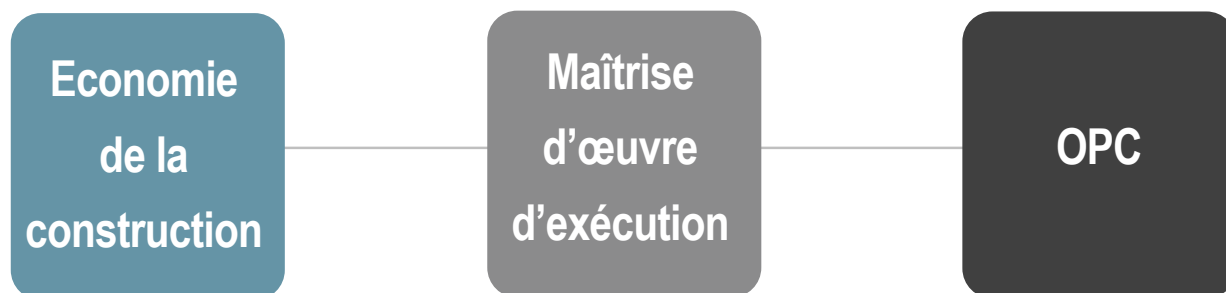 Economie
de la
construction
Maîtrise
d’œuvre
d’exécution
OPC